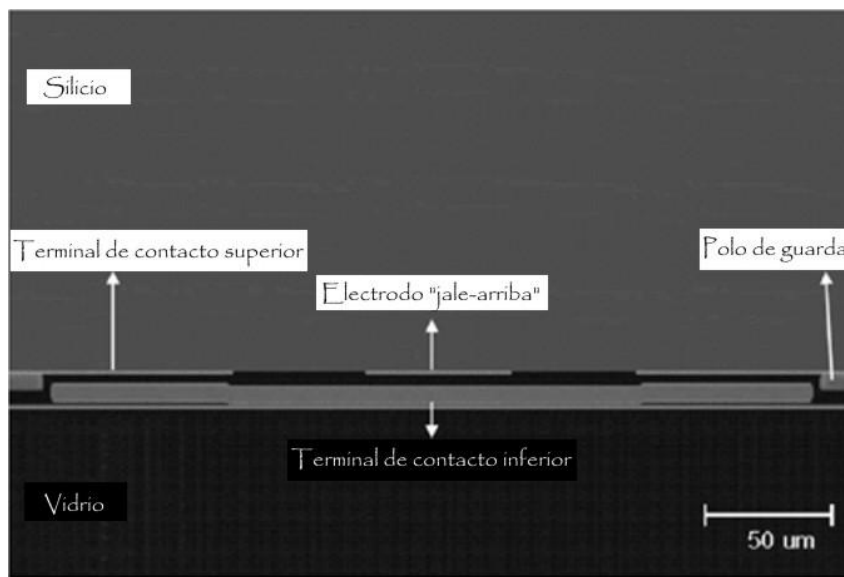 Silicio
Terminal de contacto superior
Polo de guarda
Electrodo "jale-arriba"
Terminal de contacto inferior
Vidrio
50 um